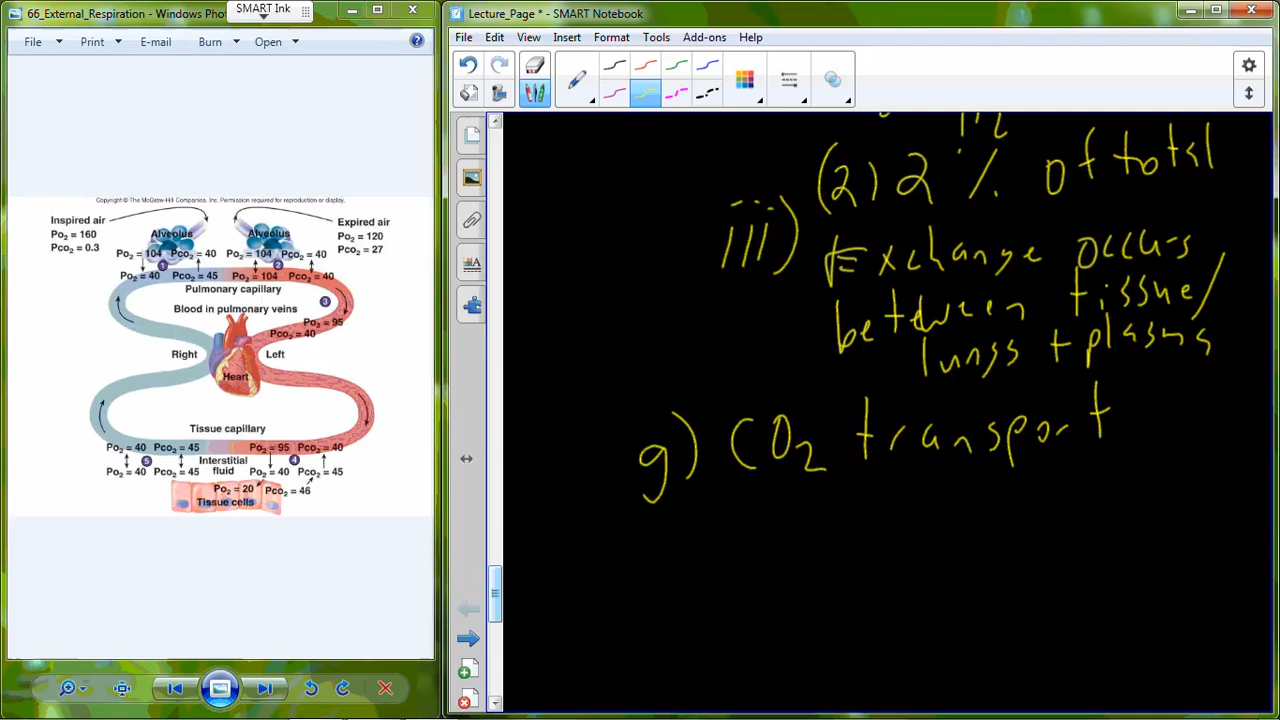 66_External_Respiration - Windows Phot
SMART Ink
File Print E-mail Burn Open
Copyright © The McGraw-Hill Companies, Inc. Permission required for reproduction or display.
Inspired air
Po2 = 160
Pco2 = 0.3
Expired air
Po2 = 120
Pco2 = 27
Alveolus Alveolus
Po2 = 104 Pco2 = 40 Po2 = 104 Pco2 = 40
1 2
Po2 = 40 Pco2 = 45 Po2 = 104 Pco2 = 40
Pulmonary capillary
3
Blood in pulmonary veins
Po2 = 95
Pco2 = 40
Right Left
Heart
Tissue capillary
Po2 = 40 Pco2 = 45 Po2 = 95 Pco2 = 40
5 Interstitial fluid 4
Po2 = 40 Pco2 = 45 Po2 = 40 Pco2 = 45
Po2 = 20 Pco2 = 46
Tissue cells
Lecture_Page * - SMART Notebook
File Edit View Insert Format Tools Add-ons Help
(2) 2 % of total
iii) Exchange occurs
between tissue/
lungs + plasma
g) CO2 transport